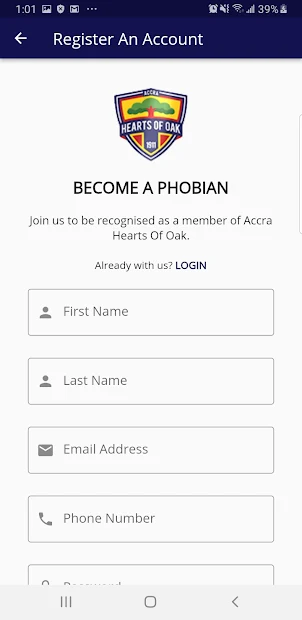 1:01 39%
Register An Account
ACCRA
HEARTS OF OAK
1911
BECOME A PHOBIAN
Join us to be recognised as a member of Accra
Hearts Of Oak.
Already with us? LOGIN
First Name
Last Name
Email Address
Phone Number
Password